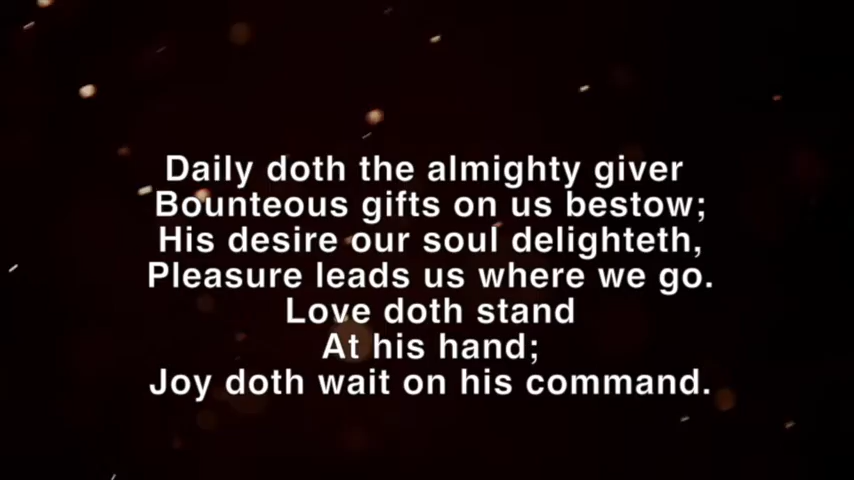 Daily doth the almighty giver
Bounteous gifts on us bestow;
His desire our soul delighteth,
Pleasure leads us where we go.
Love doth stand
At his hand;
Joy doth wait on his command.